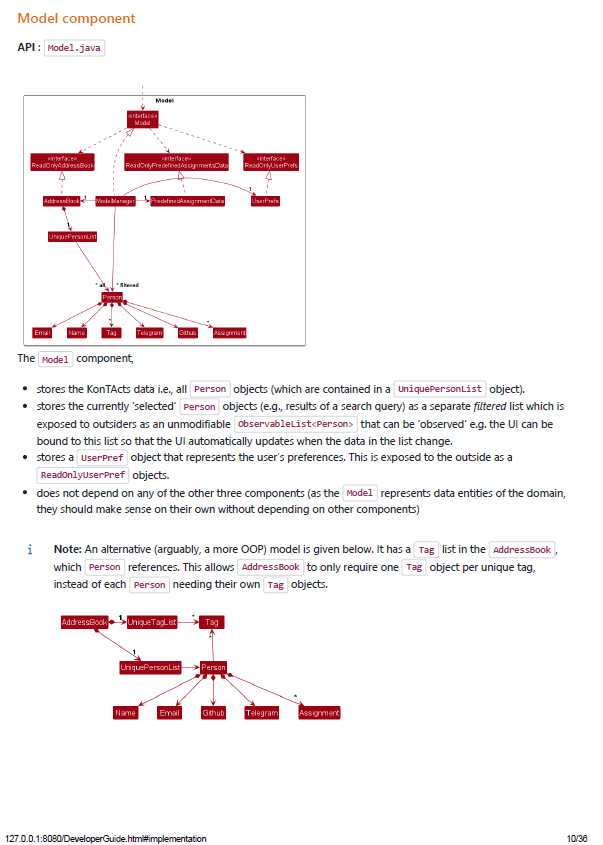 Model component
API : Model.java
Model
«interface»
Model
«interface»
ReadOnlyAddressBook
«interface»
ReadOnlyPredefinedAssignmentsData
«interface»
ReadOnlyUserPrefs
1
AddressBook
1
ModelManager
1
PredefinedAssignmentData
UserPrefs
1
UniquePersonList
* all
* filtered
Person
*
*
Email
Name
Tag
Telegram
Github
Assignment
The Model component,
• stores the KonTActs data i.e., all Person objects (which are contained in a UniquePersonList object).
• stores the currently 'selected' Person objects (e.g., results of a search query) as a separate filtered list which is
exposed to outsiders as an unmodifiable ObservableList<Person> that can be 'observed' e.g. the UI can be
bound to this list so that the UI automatically updates when the data in the list change.
• stores a UserPref object that represents the user's preferences. This is exposed to the outside as a
ReadOnlyUserPref objects.
• does not depend on any of the other three components (as the Model represents data entities of the domain,
they should make sense on their own without depending on other components)
i Note: An alternative (arguably, a more OOP) model is given below. It has a Tag list in the AddressBook,
which Person references. This allows AddressBook to only require one Tag object per unique tag,
instead of each Person needing their own Tag objects.
AddressBook
1
UniqueTagList
*
Tag
*
1
UniquePersonList
Person
*
Name
Email
Github
Telegram
Assignment
127.0.0.1:8080/DeveloperGuide.html#implementation
10/36